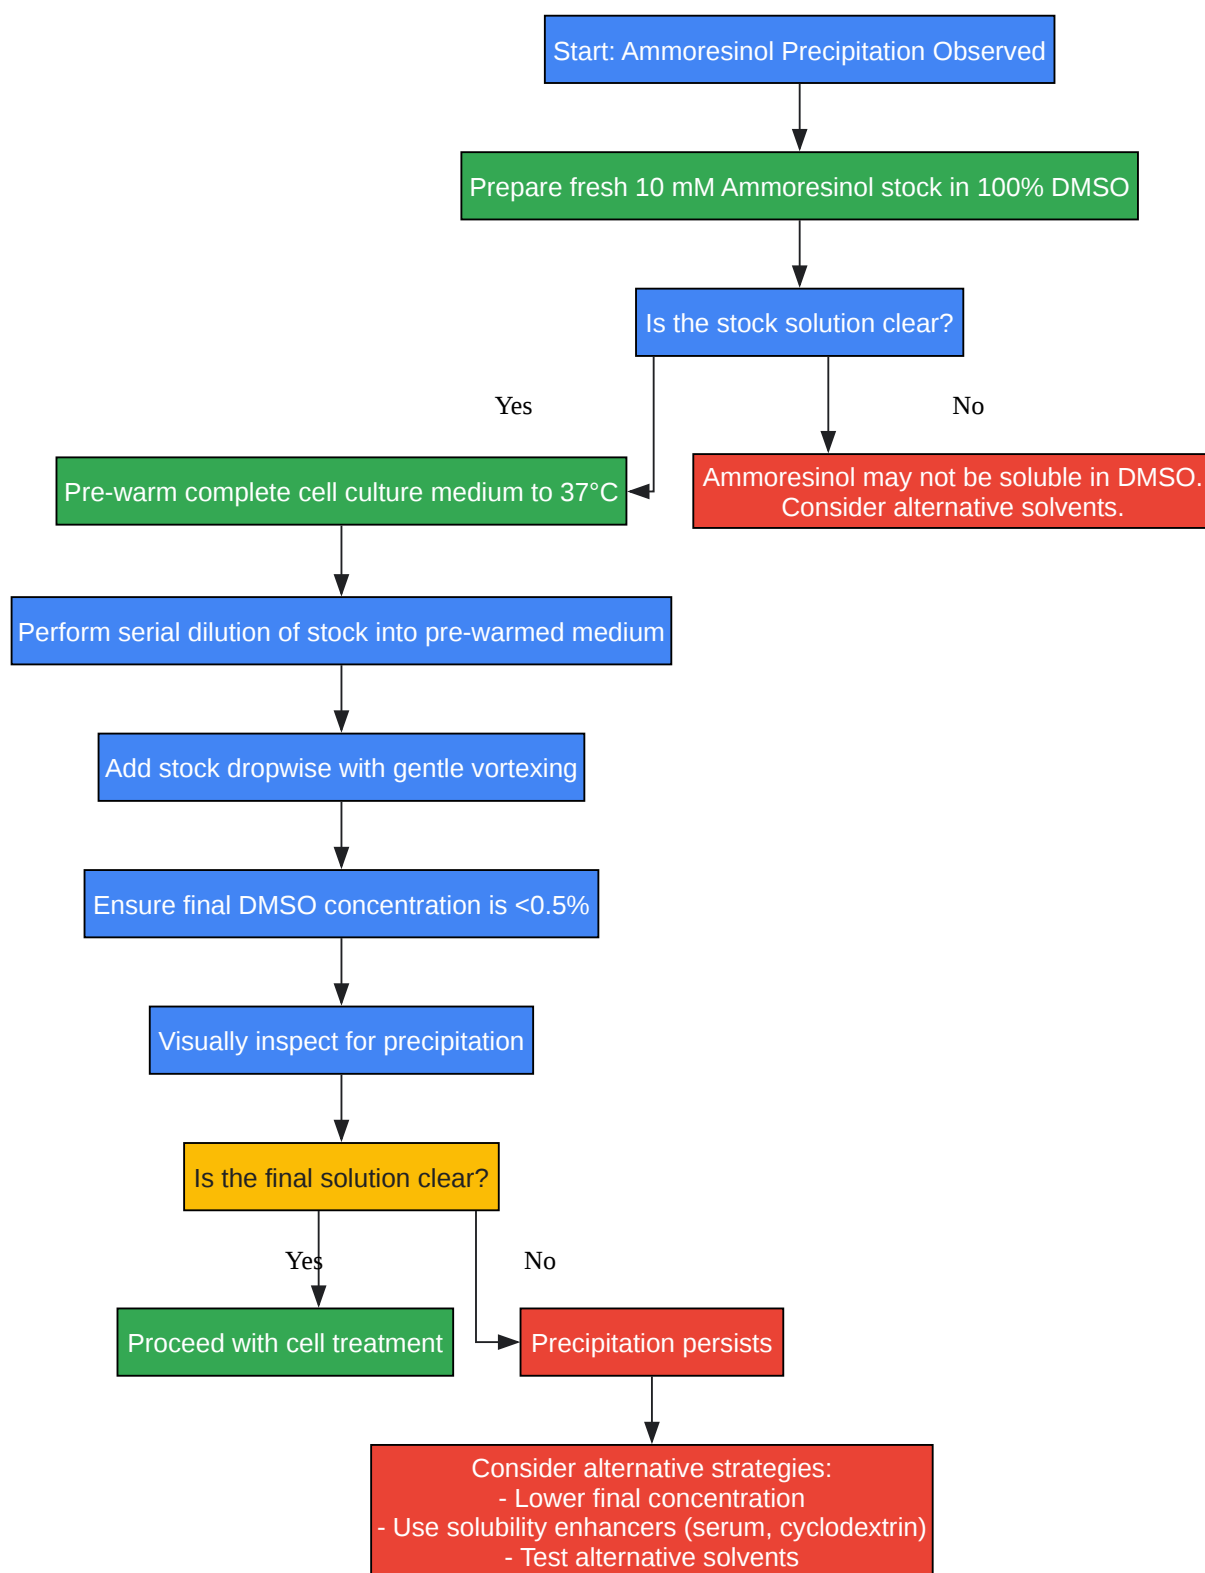 Start: Ammoresinol Precipitation Observed
Prepare fresh 10 mM Ammoresinol stock in 100% DMSO
Is the stock solution clear?
Yes
No
Pre-warm complete cell culture medium to 37°C
Ammoresinol may not be soluble in DMSO.
Consider alternative solvents.
Perform serial dilution of stock into pre-warmed medium
Add stock dropwise with gentle vortexing
Ensure final DMSO concentration is <0.5%
Visually inspect for precipitation
Is the final solution clear?
Yes
No
Proceed with cell treatment
Precipitation persists
Consider alternative strategies:
- Lower final concentration
- Use solubility enhancers (serum, cyclodextrin)
- Test alternative solvents